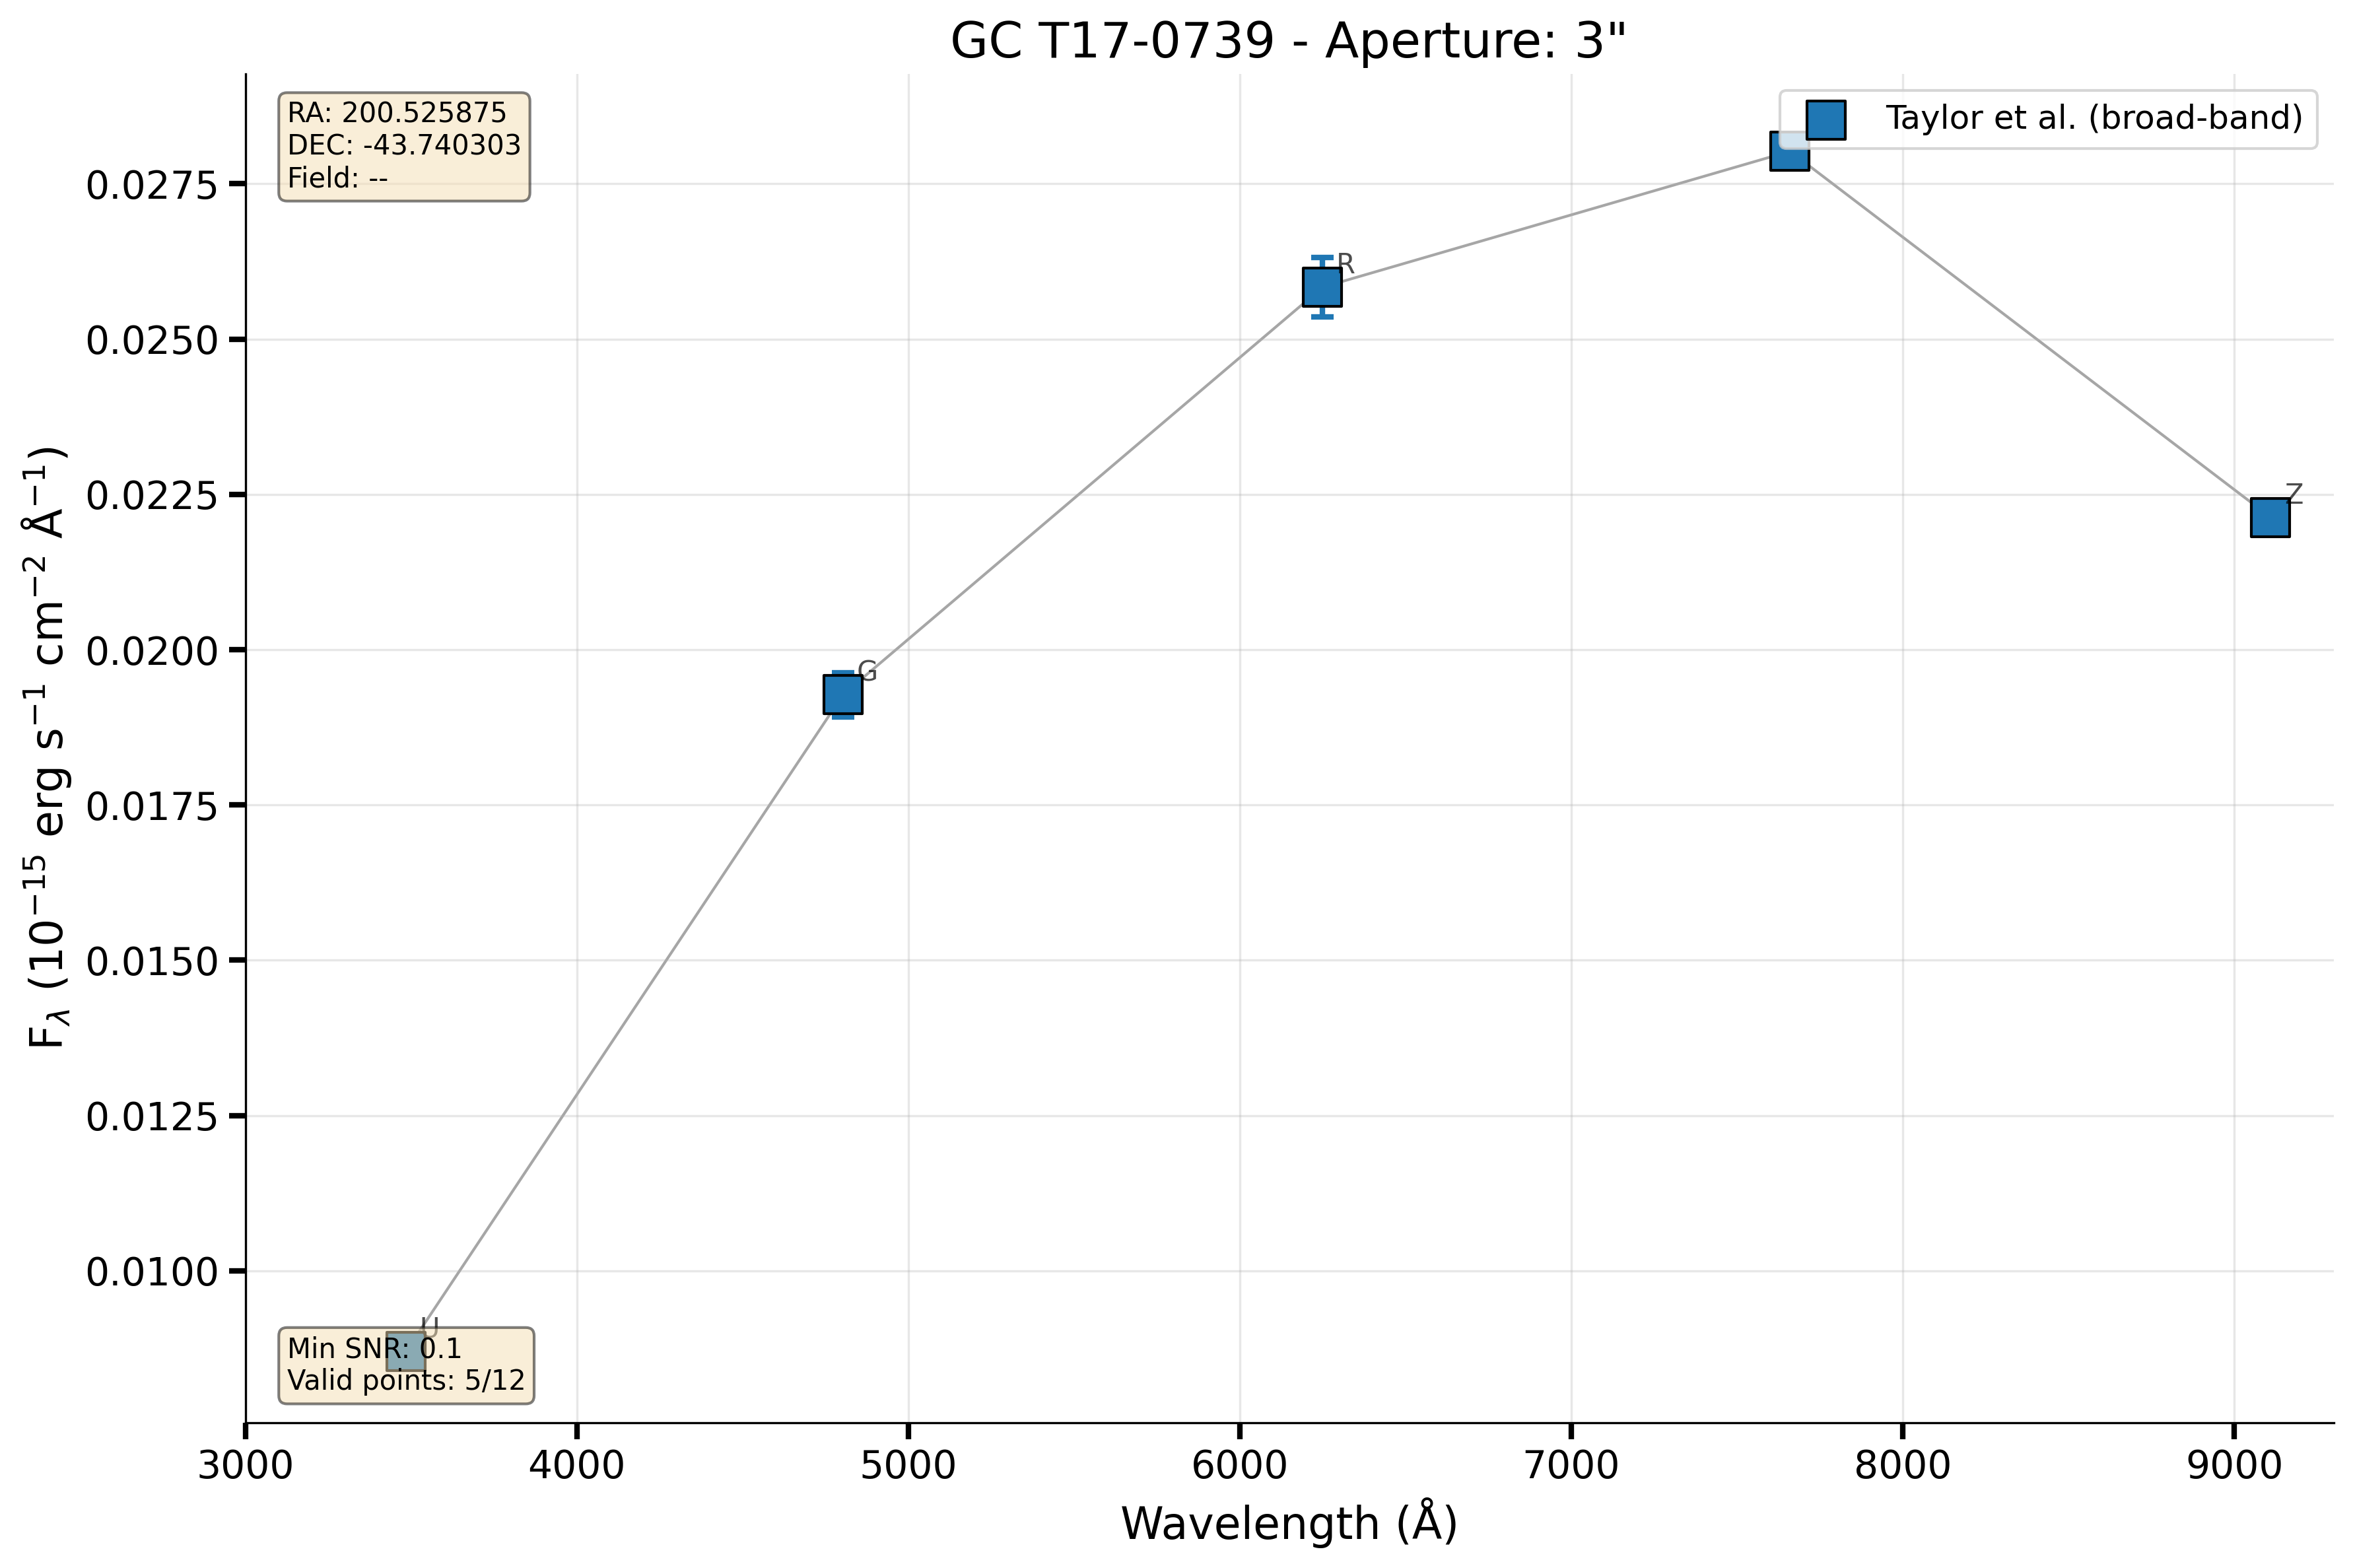 GC T17-0739 - Aperture: 3"
RA: 200.525875
DEC: -43.740303
Field: --
Taylor et al. (broad-band)
0.0275
0.0250
0.0225
0.0200
0.0175
0.0150
0.0125
0.0100
F_λ (10⁻¹⁵ erg s⁻¹ cm⁻² Å⁻¹)
R
Z
G
U
Min SNR: 0.1
Valid points: 5/12
3000 4000 5000 6000 7000 8000 9000
Wavelength (Å)